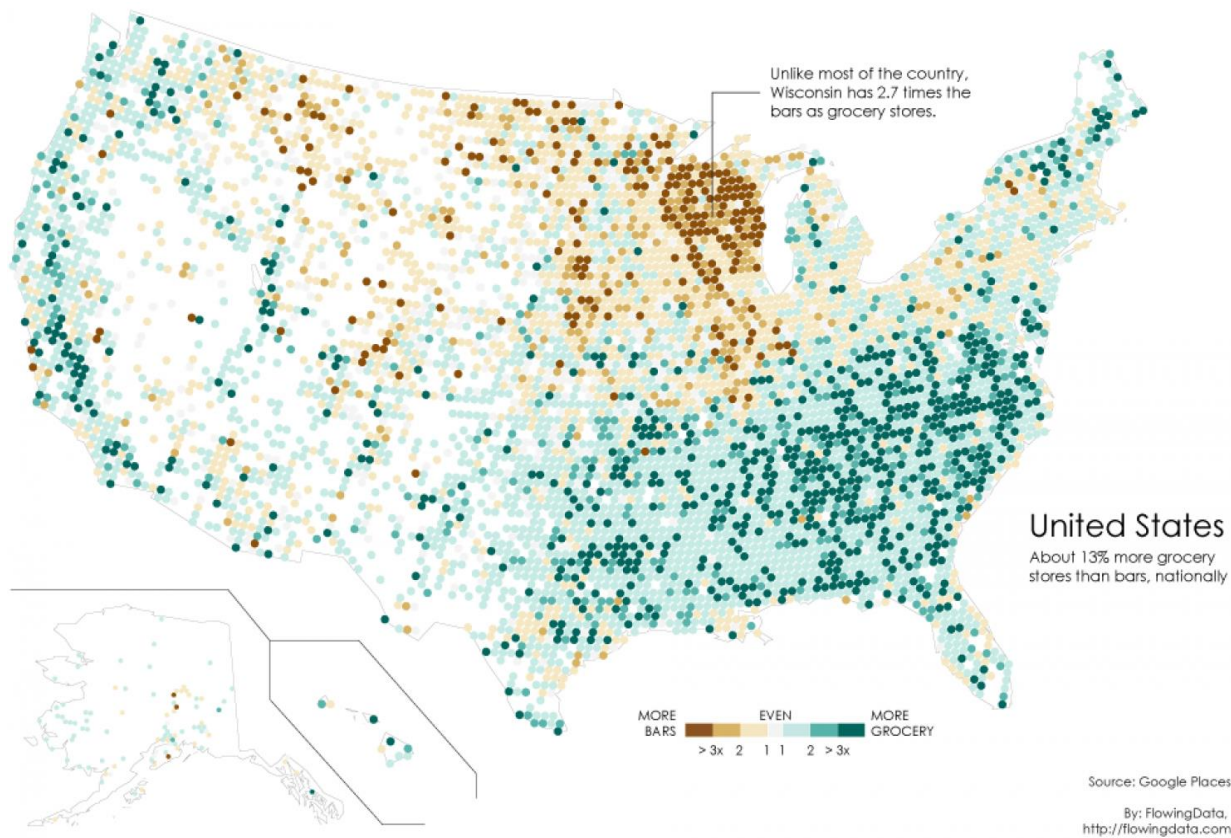 Unlike most of the country,
Wisconsin has 2.7 times the
bars as grocery stores.
United States
About 13% more grocery
stores than bars, nationally
MORE BARS
EVEN
MORE GROCERY
> 3x 2 1 1 2 > 3x
Source: Google Places
By: FlowingData,
http://flowingdata.com